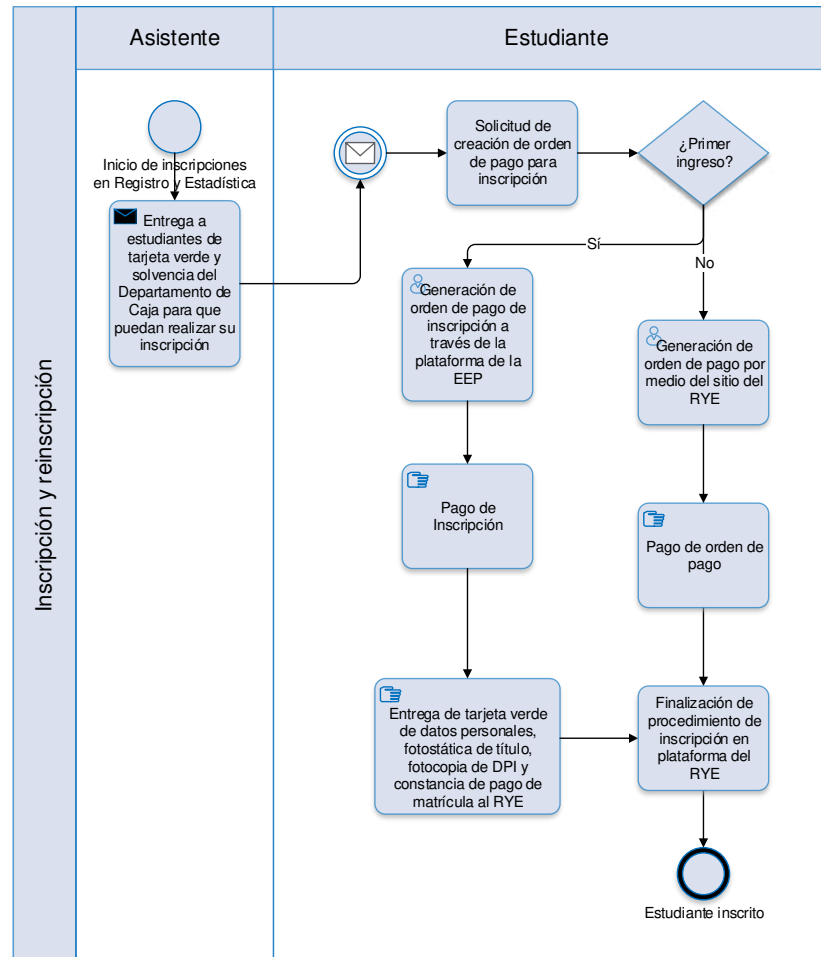 Asistente
Estudiante
Inscripción y reinscripción
Inicio de inscripciones
en Registro y Estadística
Entrega a
estudiantes de
tarjeta verde y
solvencia del
Departamento de
Caja para que
puedan realizar su
inscripción
Solicitud de
creación de orden
de pago para
inscripción
¿Primer
ingreso?
Sí
No
Generación de
orden de pago de
inscripción a
través de la
plataforma de la
EEP
Generación de
orden de pago por
medio del sitio del
RYE
Pago de
Inscripción
Pago de orden de
pago
Entrega de tarjeta verde
de datos personales,
fotostática de título,
fotocopia de DPI y
constancia de pago de
matrícula al RYE
Finalización de
procedimiento de
inscripción en
plataforma del
RYE
Estudiante inscrito